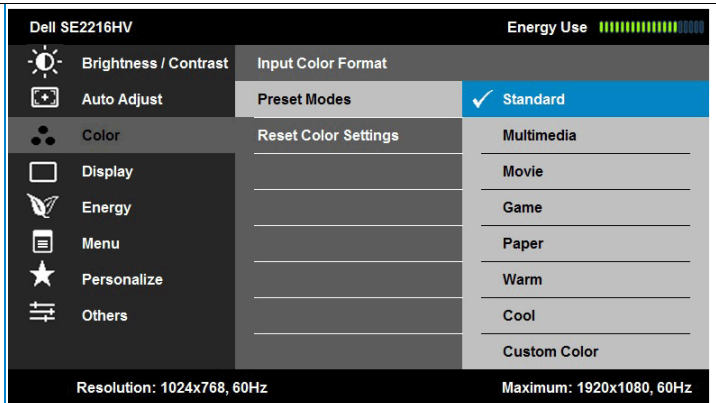 Dell SE2216HV Energy Use
Brightness / Contrast Input Color Format
Auto Adjust Preset Modes Standard
Color Reset Color Settings Multimedia
Display Movie
Energy Game
Menu Paper
Personalize Warm
Others Cool
Custom Color
Resolution: 1024x768, 60Hz Maximum: 1920x1080, 60Hz